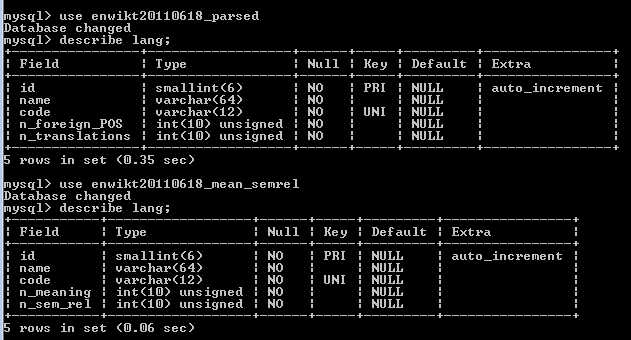 mysql> use enwikt20110618_parsed
Database changed
mysql> describe lang;
+----------------+------------------+------+-----+---------+----------------+
| Field          | Type             | Null | Key | Default | Extra          |
+----------------+------------------+------+-----+---------+----------------+
| id             | smallint(6)      | NO   | PRI | NULL    | auto_increment |
| name           | varchar(64)      | NO   |     | NULL    |                |
| code           | varchar(12)      | NO   | UNI | NULL    |                |
| n_foreign_POS  | int(10) unsigned | NO   |     | NULL    |                |
| n_translations | int(10) unsigned | NO   |     | NULL    |                |
+----------------+------------------+------+-----+---------+----------------+
5 rows in set (0.35 sec)
mysql> use enwikt20110618_mean_semrel
Database changed
mysql> describe lang;
+-----------+------------------+------+-----+---------+----------------+
| Field     | Type             | Null | Key | Default | Extra          |
+-----------+------------------+------+-----+---------+----------------+
| id        | smallint(6)      | NO   | PRI | NULL    | auto_increment |
| name      | varchar(64)      | NO   |     | NULL    |                |
| code      | varchar(12)      | NO   | UNI | NULL    |                |
| n_meaning | int(10) unsigned | NO   |     | NULL    |                |
| n_sem_rel | int(10) unsigned | NO   |     | NULL    |                |
+-----------+------------------+------+-----+---------+----------------+
5 rows in set (0.06 sec)